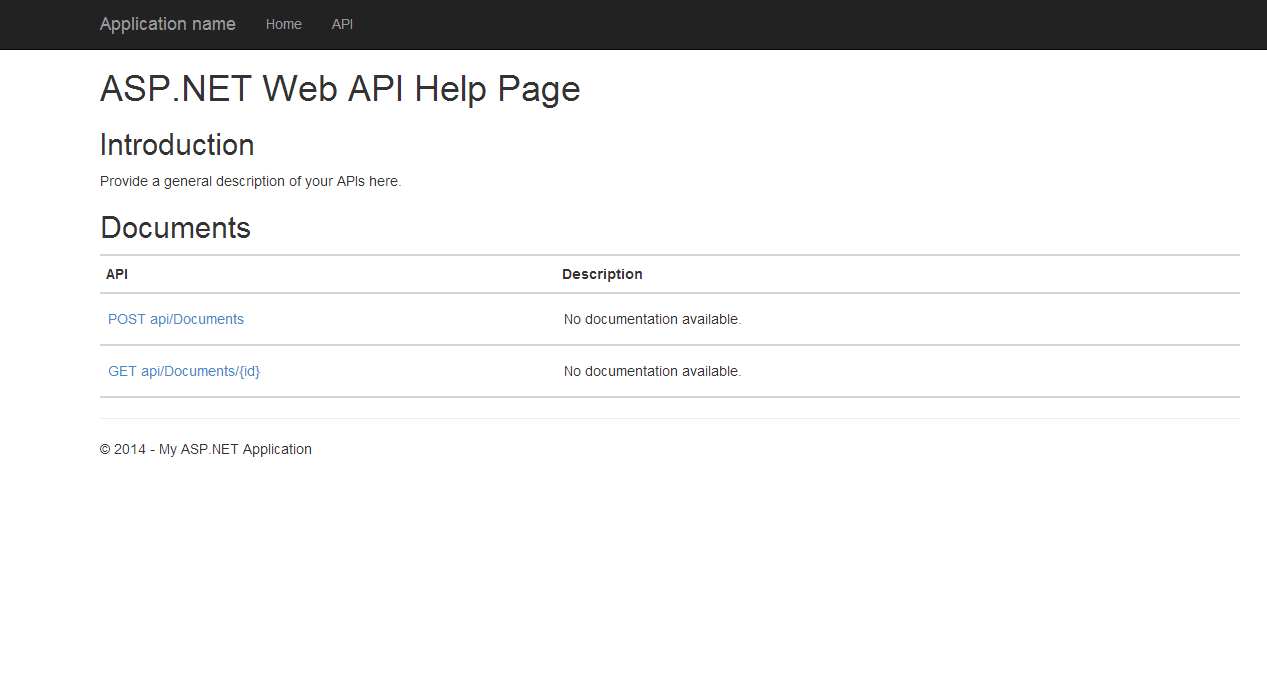 Application name Home API
ASP.NET Web API Help Page
Introduction
Provide a general description of your APIs here.
Documents
API Description
POST api/Documents No documentation available.
GET api/Documents/{id} No documentation available.
© 2014 - My ASP.NET Application